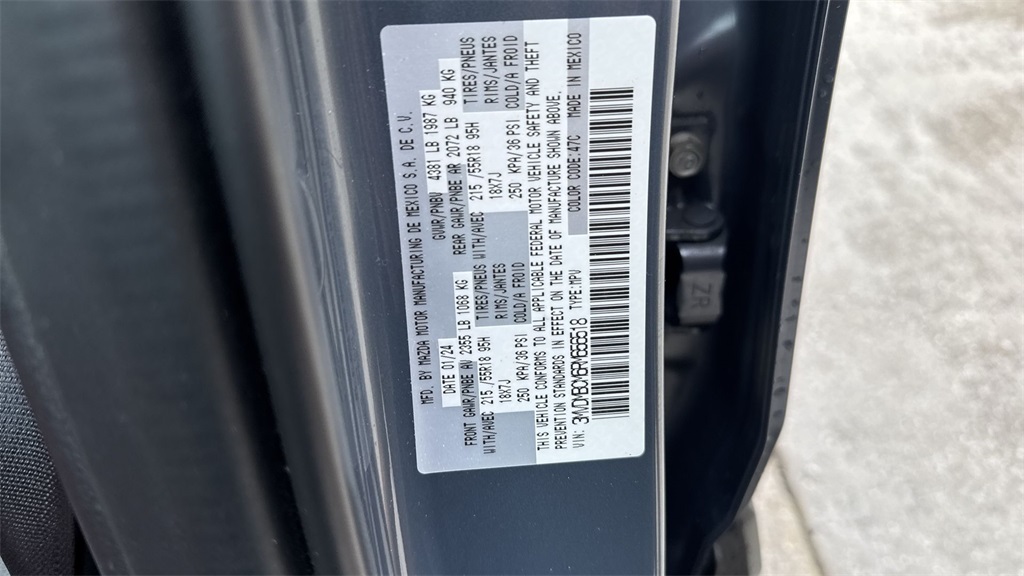 MFD. BY MAZDA MOTOR MANUFACTURING DE MEXICO S.A. DE C.V.
DATE 01/24 GVWR/PNBV 4381 LB 1987 KG
FRONT GAWR/PNBE AV 2355 LB 1068 KG REAR GAWR/PNBE AR 2072 LB 940 KG
WITH/AVEC 215 /55R18 95H TIRES/PNEUS WITH/AVEC 215 /55R18 95H TIRES/PNEUS
18X7J RIMS/JANTES 18X7J RIMS/JANTES
250 KPA/36 PSI COLD/A FROID 250 KPA/36 PSI COLD/A FROID
THIS VEHICLE CONFORMS TO ALL APPLICABLE FEDERAL MOTOR VEHICLE SAFETY AND THEFT
PREVENTION STANDARDS IN EFFECT ON THE DATE OF MANUFACTURE SHOWN ABOVE.
VIN: TYPE:MPV COLOR CODE:47C MADE IN MEXICO
ZR